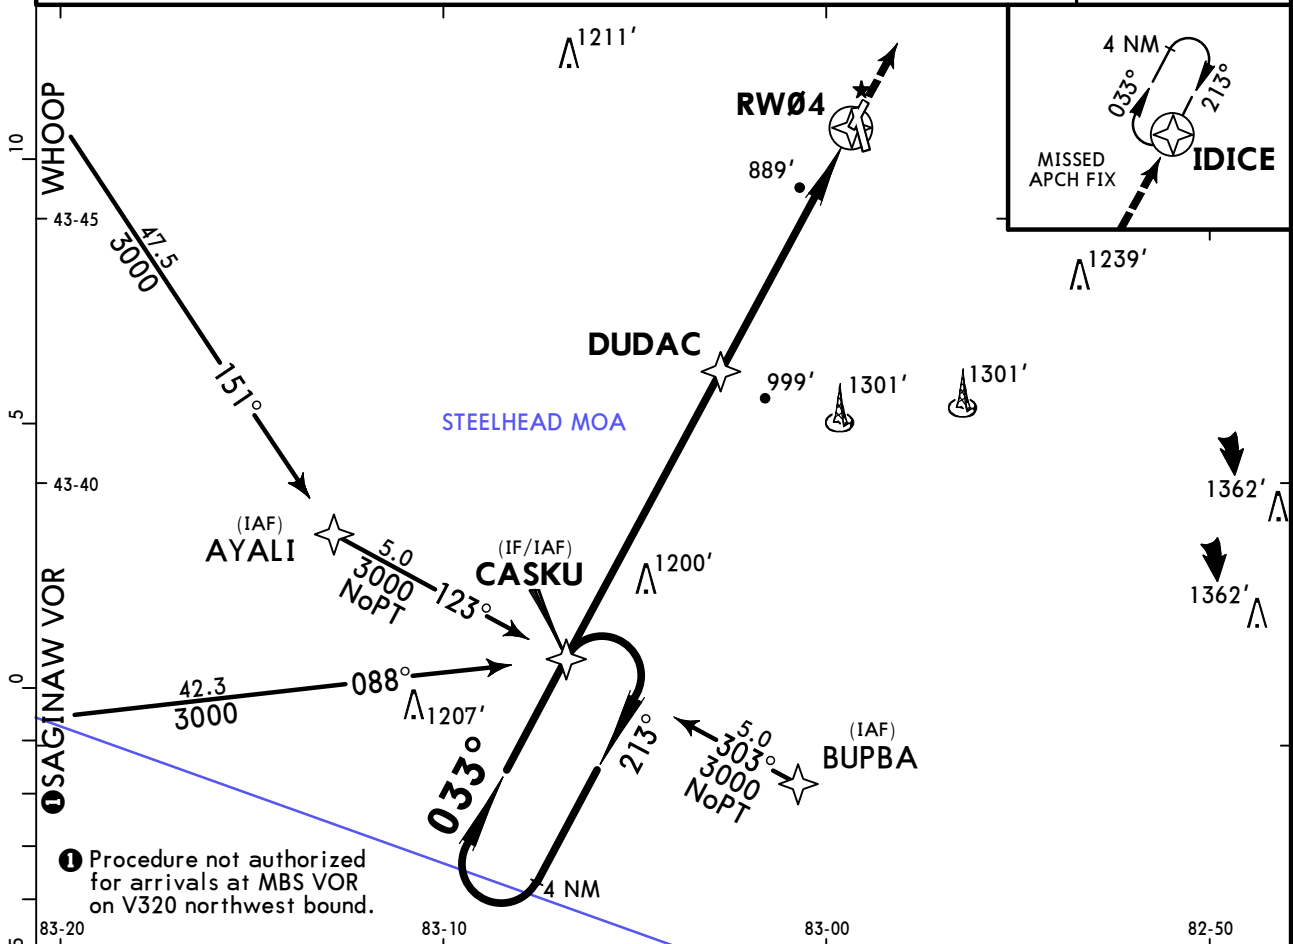 1211'
4 NM
033°
213°
IDICE
MISSED
APCH FIX
RWØ4
889'
WHOOP
10
43-45
47.5
3000
1239'
DUDAC
151°
999'
1301'
1301'
STEELHEAD MOA
5
43-40
1362'
(IAF)
AYALI
5.0
3000
NoPT
123°
(IF/IAF)
CASKU
1200'
1362'
0
42.3
3000
088°
1207'
1 SAGINAW VOR
033°
213°
5.0
303°
3000
NoPT
(IAF)
BUPBA
4 NM
1 Procedure not authorized
for arrivals at MBS VOR
on V320 northwest bound.
5
83-20
83-10
83-00
82-50